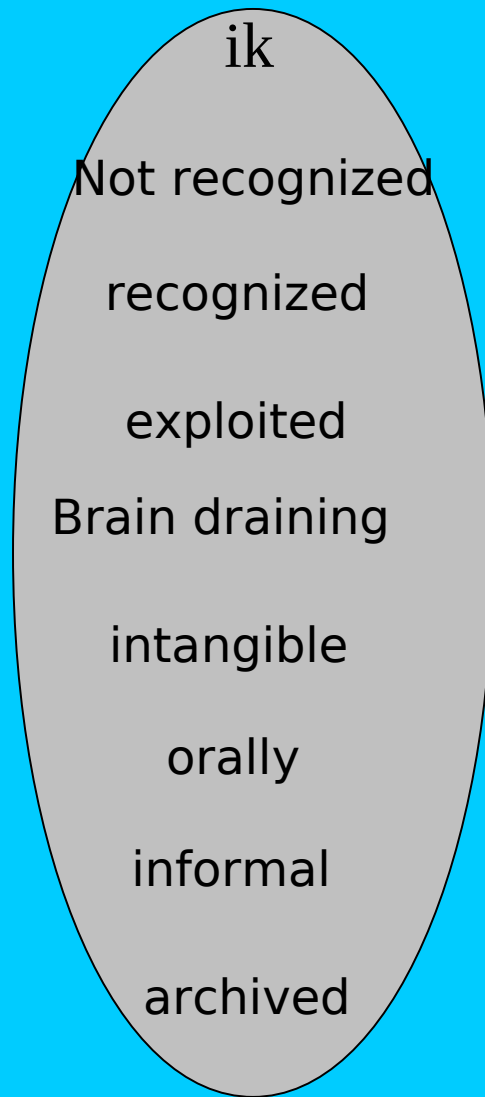 ik
Not recognized
recognized
exploited
Brain draining
intangible
orally
informal
archived